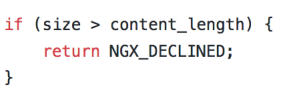 if (size > content_length) {
    return NGX_DECLINED;
}